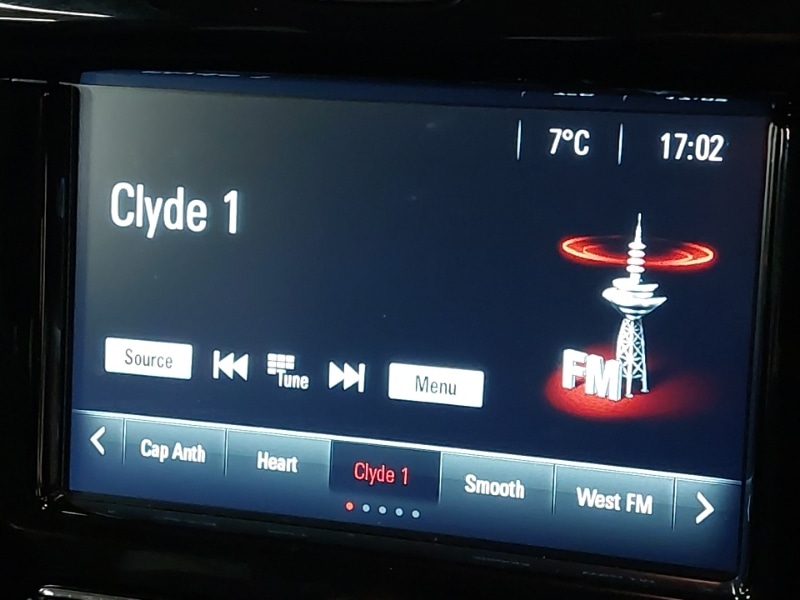 7°C 17:02
Clyde 1
FM
Source Tune Menu
Cap Anth Heart Clyde 1 Smooth West FM